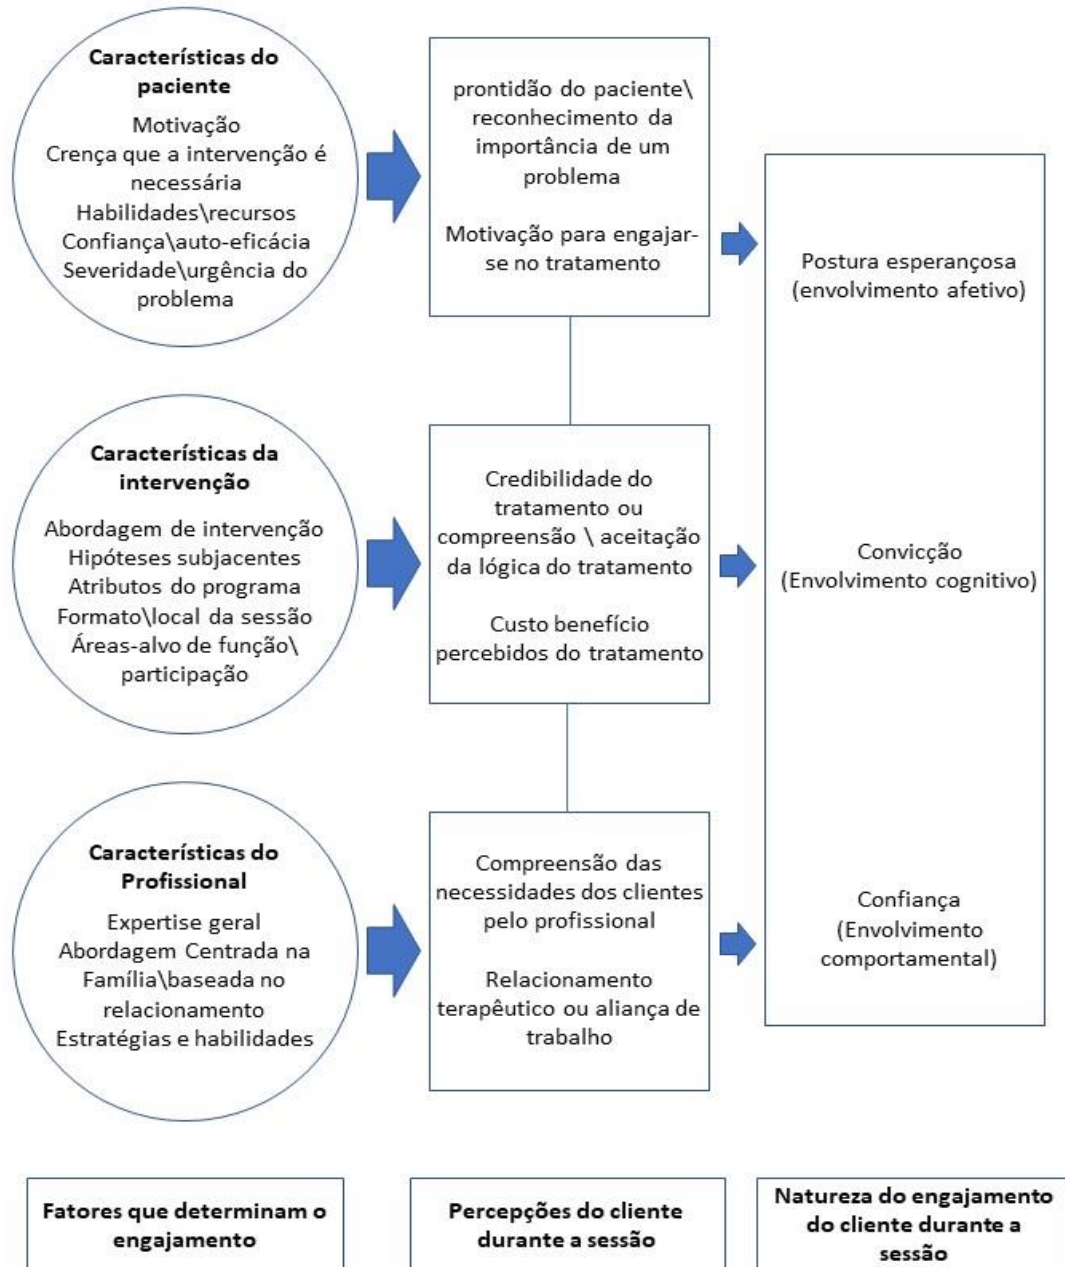 Características do
paciente
Motivação
Crença que a intervenção é
necessária
Habilidades\recursos
Confiança\auto-eficácia
Severidade\urgência do
problema
prontidão do paciente\
reconhecimento da
importância de um
problema
Motivação para engajar-
se no tratamento
Postura esperançosa
(envolvimento afetivo)
Características da
intervenção
Abordagem de intervenção
Hipóteses subjacentes
Atributos do programa
Formato\local da sessão
Áreas-alvo de função\
participação
Credibilidade do
tratamento ou
compreensão \ aceitação
da lógica do tratamento
Custo benefício
percebidos do tratamento
Convicção
(Envolvimento cognitivo)
Características do
Profissional
Expertise geral
Abordagem Centrada na
Família\baseada no
relacionamento
Estratégias e habilidades
Compreensão das
necessidades dos clientes
pelo profissional
Relacionamento
terapêutico ou aliança de
trabalho
Confiança
(Envolvimento
comportamental)
Fatores que determinam o
engajamento
Percepções do cliente
durante a sessão
Natureza do engajamento
do cliente durante a
sessão